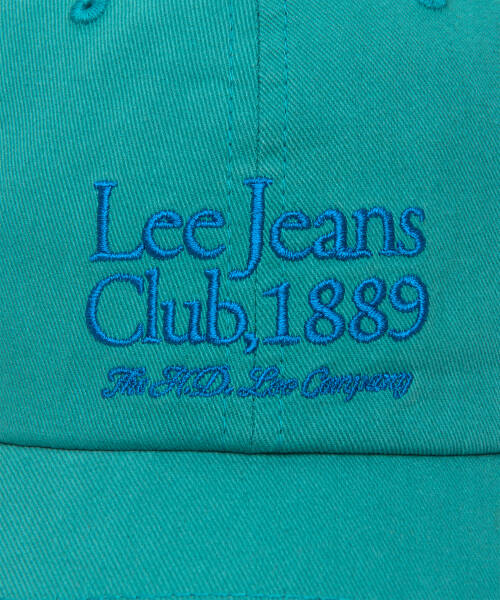 Lee Jeans
Club, 1889
The H.D. Lee Company